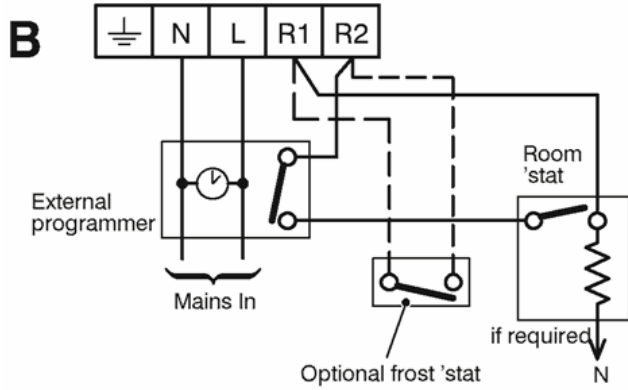 B
N L R1 R2
External
programmer
Room
'stat
Mains In
if required
Optional frost 'stat
N